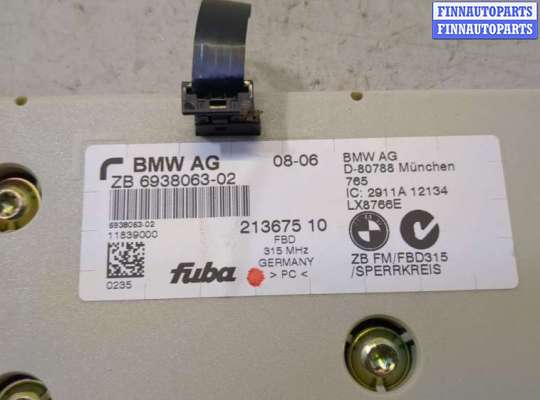 FINNAUTOPARTS
FINNAUTOPARTS
BMW AG
08-06
ZB 6938063-02
BMW AG
D-80788 München
765
IC: 2911A 12134
LX8766E
6938063-02
11839000
213675 10
FBD
315 MHz
GERMANY
> PC <
0235
fuba
ZB FM/FBD315
/SPERRKREIS